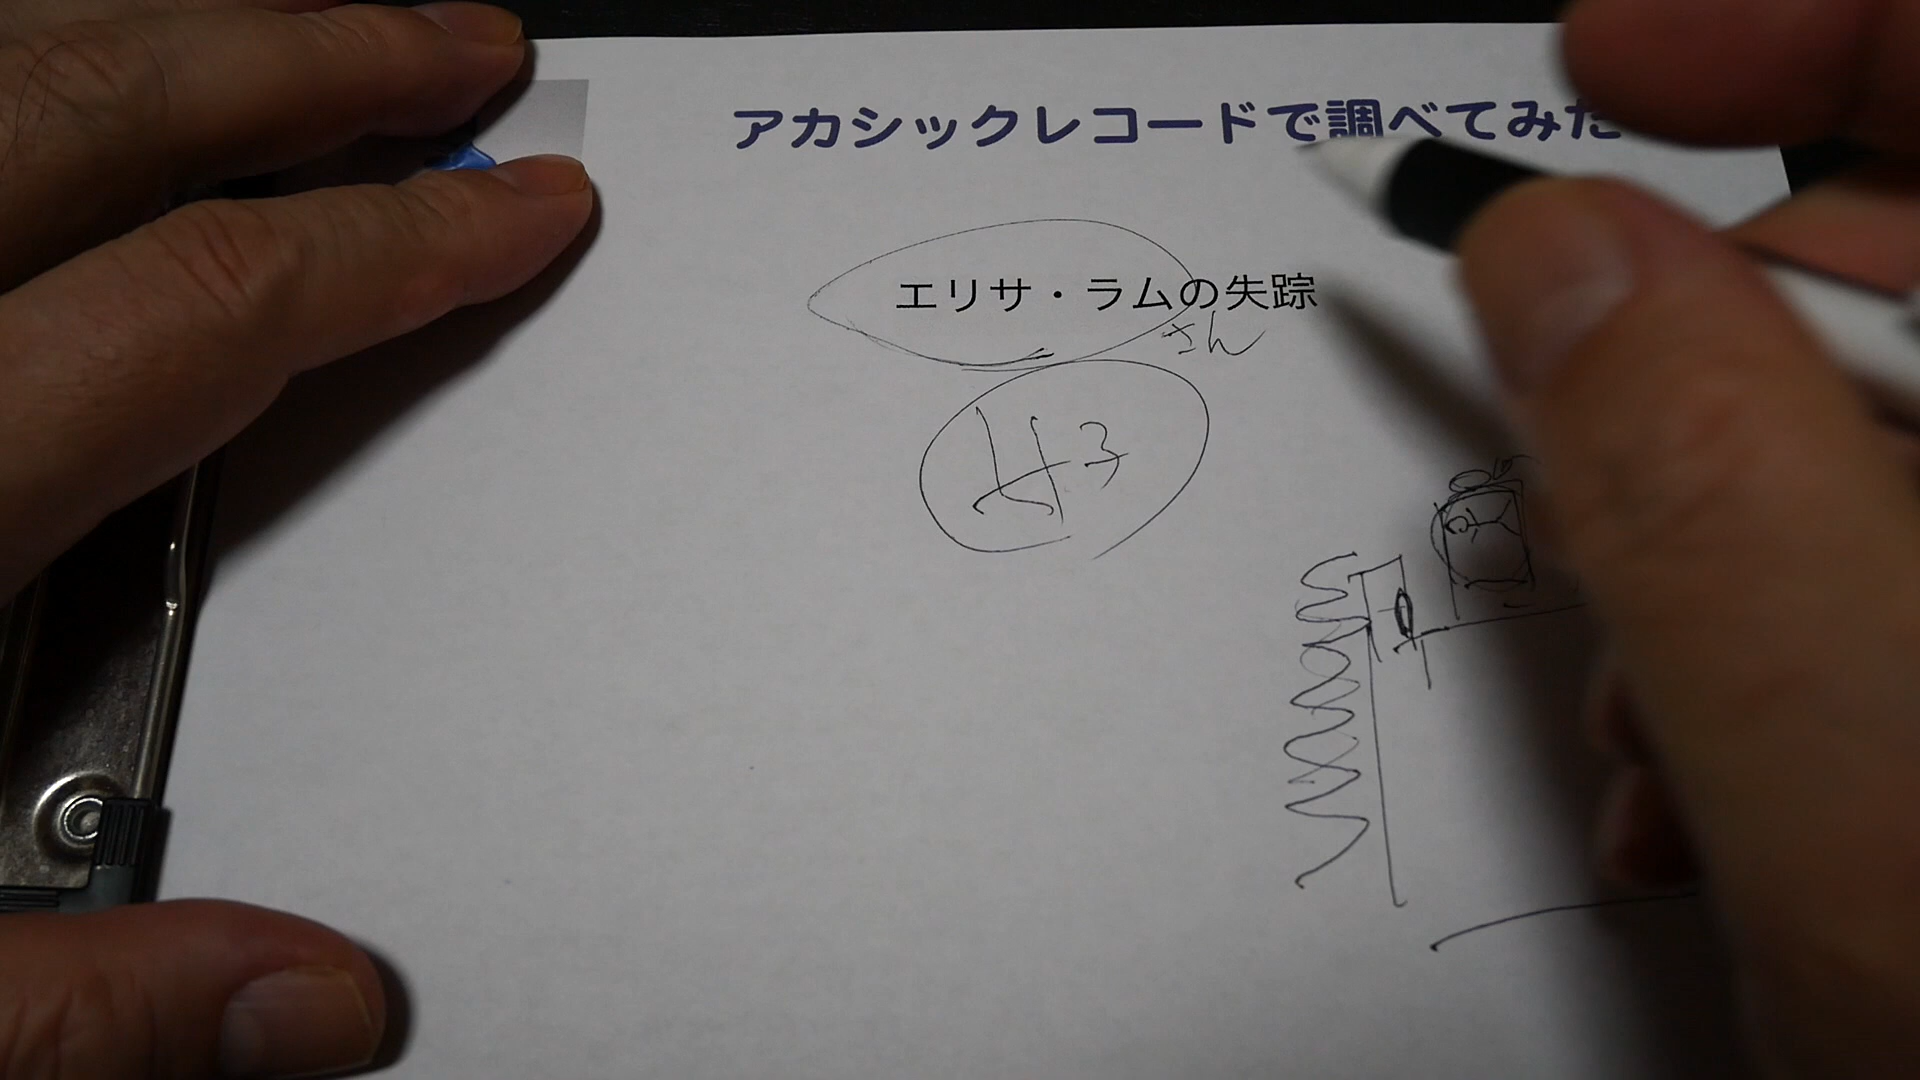 アカシックレコードで調べてみた
エリサ・ラムの失踪
さん